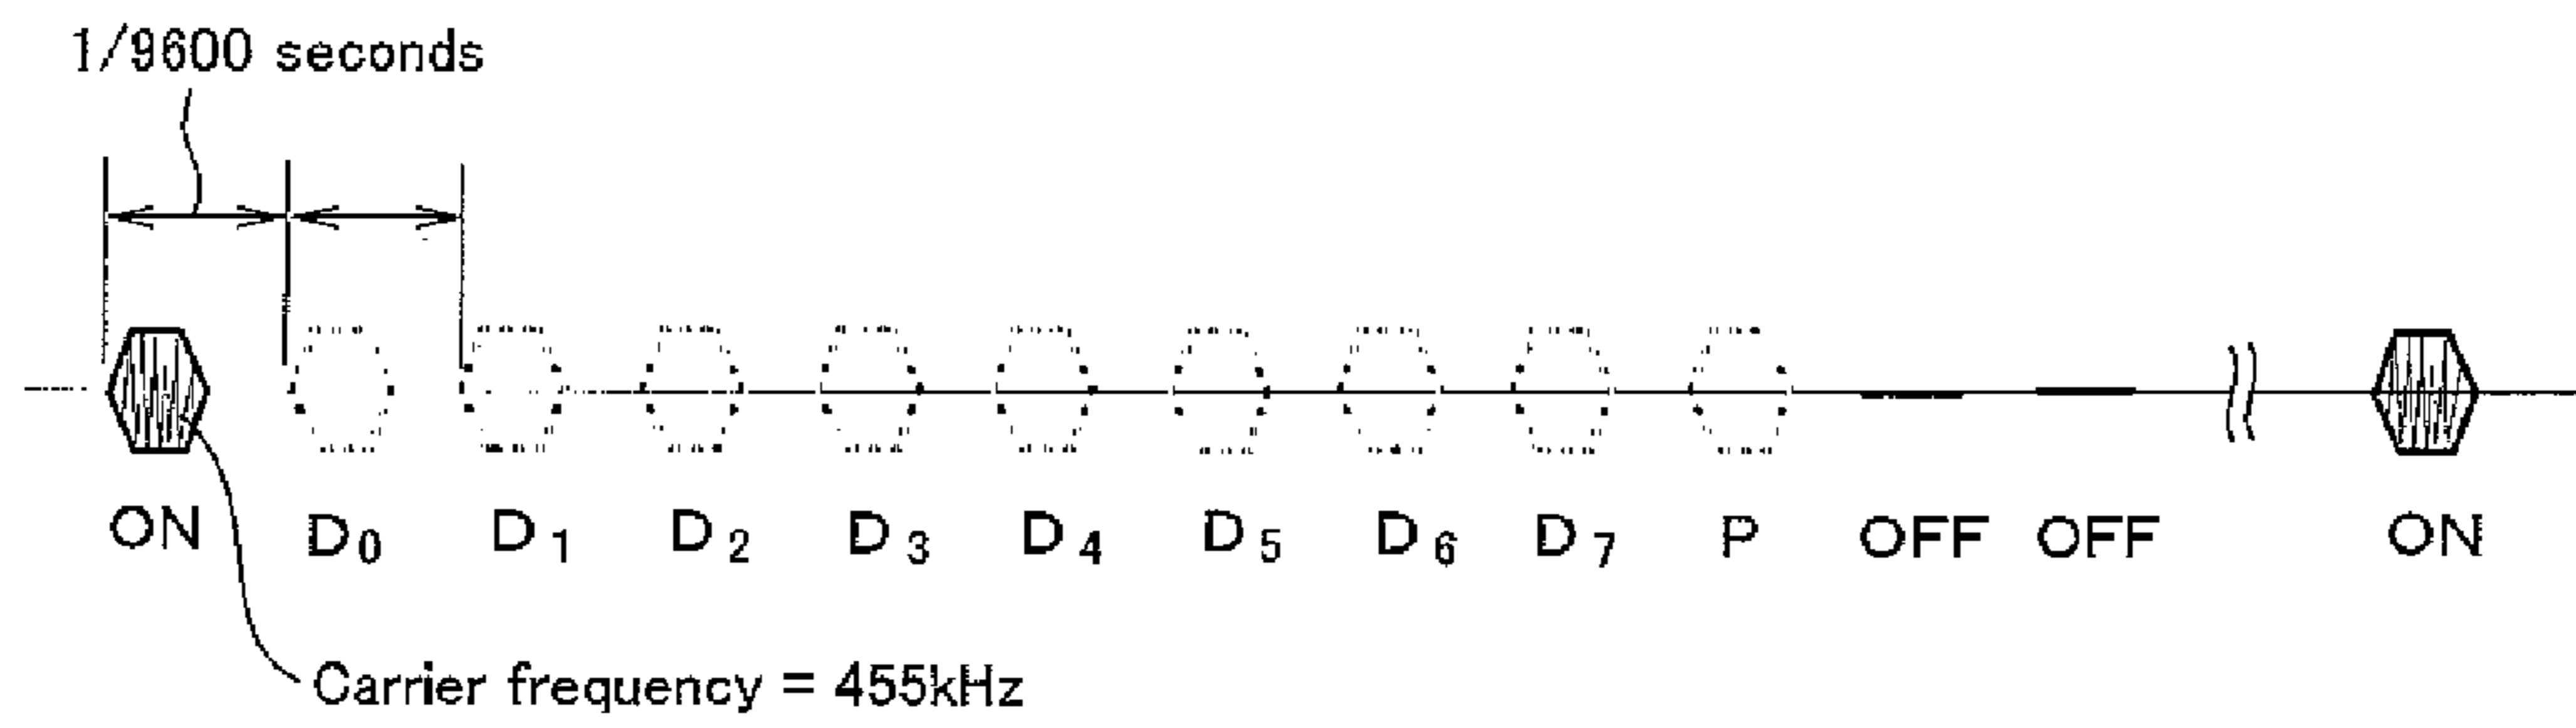 1/9600 seconds
ON D0 D1 D2 D3 D4 D5 D6 D7 P OFF OFF ON
Carrier frequency = 455kHz